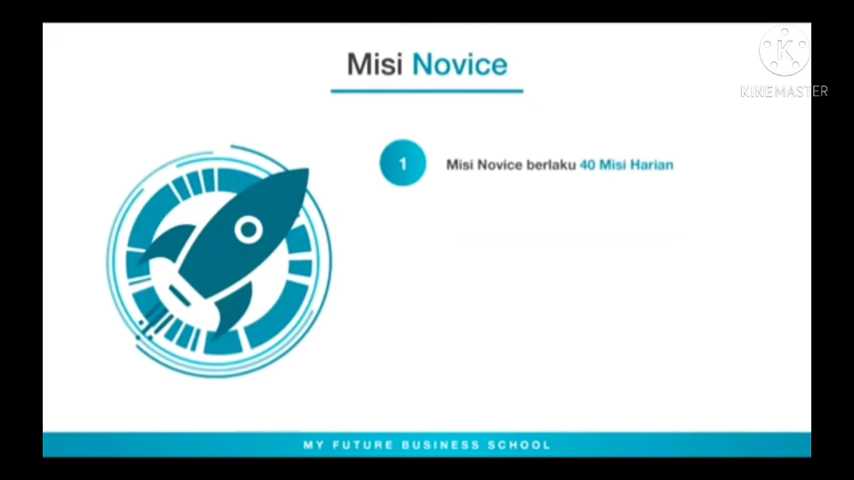 Misi Novice
K
KINEMASTER
1
Misi Novice berlaku 40 Misi Harian
MY FUTURE BUSINESS SCHOOL